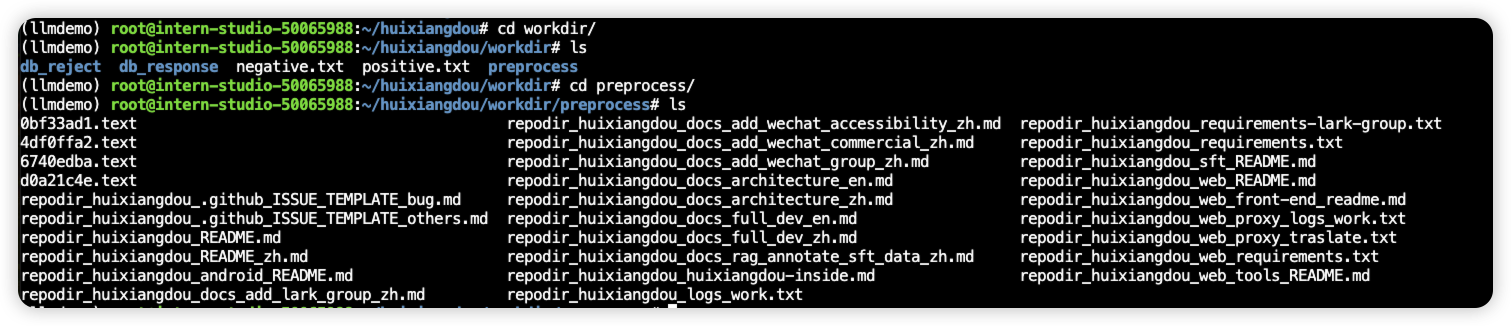 (llmdemo) root@intern-studio-50065988:~/huixiangdou# cd workdir/
(llmdemo) root@intern-studio-50065988:~/huixiangdou/workdir# ls
db_reject  db_response  negative.txt  positive.txt  preprocess
(llmdemo) root@intern-studio-50065988:~/huixiangdou/workdir# cd preprocess/
(llmdemo) root@intern-studio-50065988:~/huixiangdou/workdir/preprocess# ls
0bf33ad1.text  repodir_huixiangdou_docs_add_wechat_accessibility_zh.md  repodir_huixiangdou_requirements-lark-group.txt
4df0ffa2.text  repodir_huixiangdou_docs_add_wechat_commercial_zh.md  repodir_huixiangdou_requirements.txt
6740edba.text  repodir_huixiangdou_docs_add_wechat_group_zh.md  repodir_huixiangdou_sft_README.md
d0a21c4e.text  repodir_huixiangdou_docs_architecture_en.md  repodir_huixiangdou_web_README.md
repodir_huixiangdou_.github_ISSUE_TEMPLATE_bug.md  repodir_huixiangdou_docs_architecture_zh.md  repodir_huixiangdou_web_front-end_readme.md
repodir_huixiangdou_.github_ISSUE_TEMPLATE_others.md  repodir_huixiangdou_docs_full_dev_en.md  repodir_huixiangdou_web_proxy_logs_work.txt
repodir_huixiangdou_README.md  repodir_huixiangdou_docs_full_dev_zh.md  repodir_huixiangdou_web_proxy_traslate.txt
repodir_huixiangdou_README_zh.md  repodir_huixiangdou_docs_rag_annotate_sft_data_zh.md  repodir_huixiangdou_web_requirements.txt
repodir_huixiangdou_android_README.md  repodir_huixiangdou_huixiangdou-inside.md  repodir_huixiangdou_web_tools_README.md
repodir_huixiangdou_docs_add_lark_group_zh.md  repodir_huixiangdou_logs_work.txt